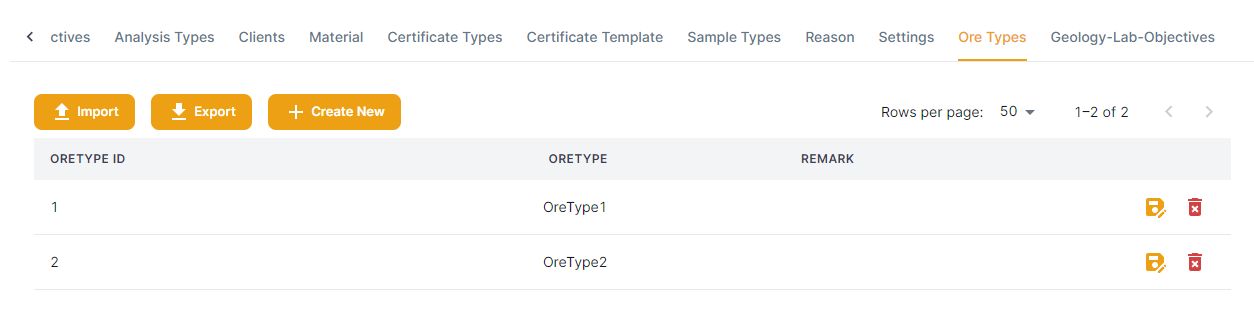 ctives Analysis Types Clients Material Certificate Types Certificate Template Sample Types Reason Settings Ore Types Geology-Lab-Objectives
Import Export Create New Rows per page: 50 1–2 of 2
ORETYPE ID ORETYPE REMARK
1 OreType1
2 OreType2